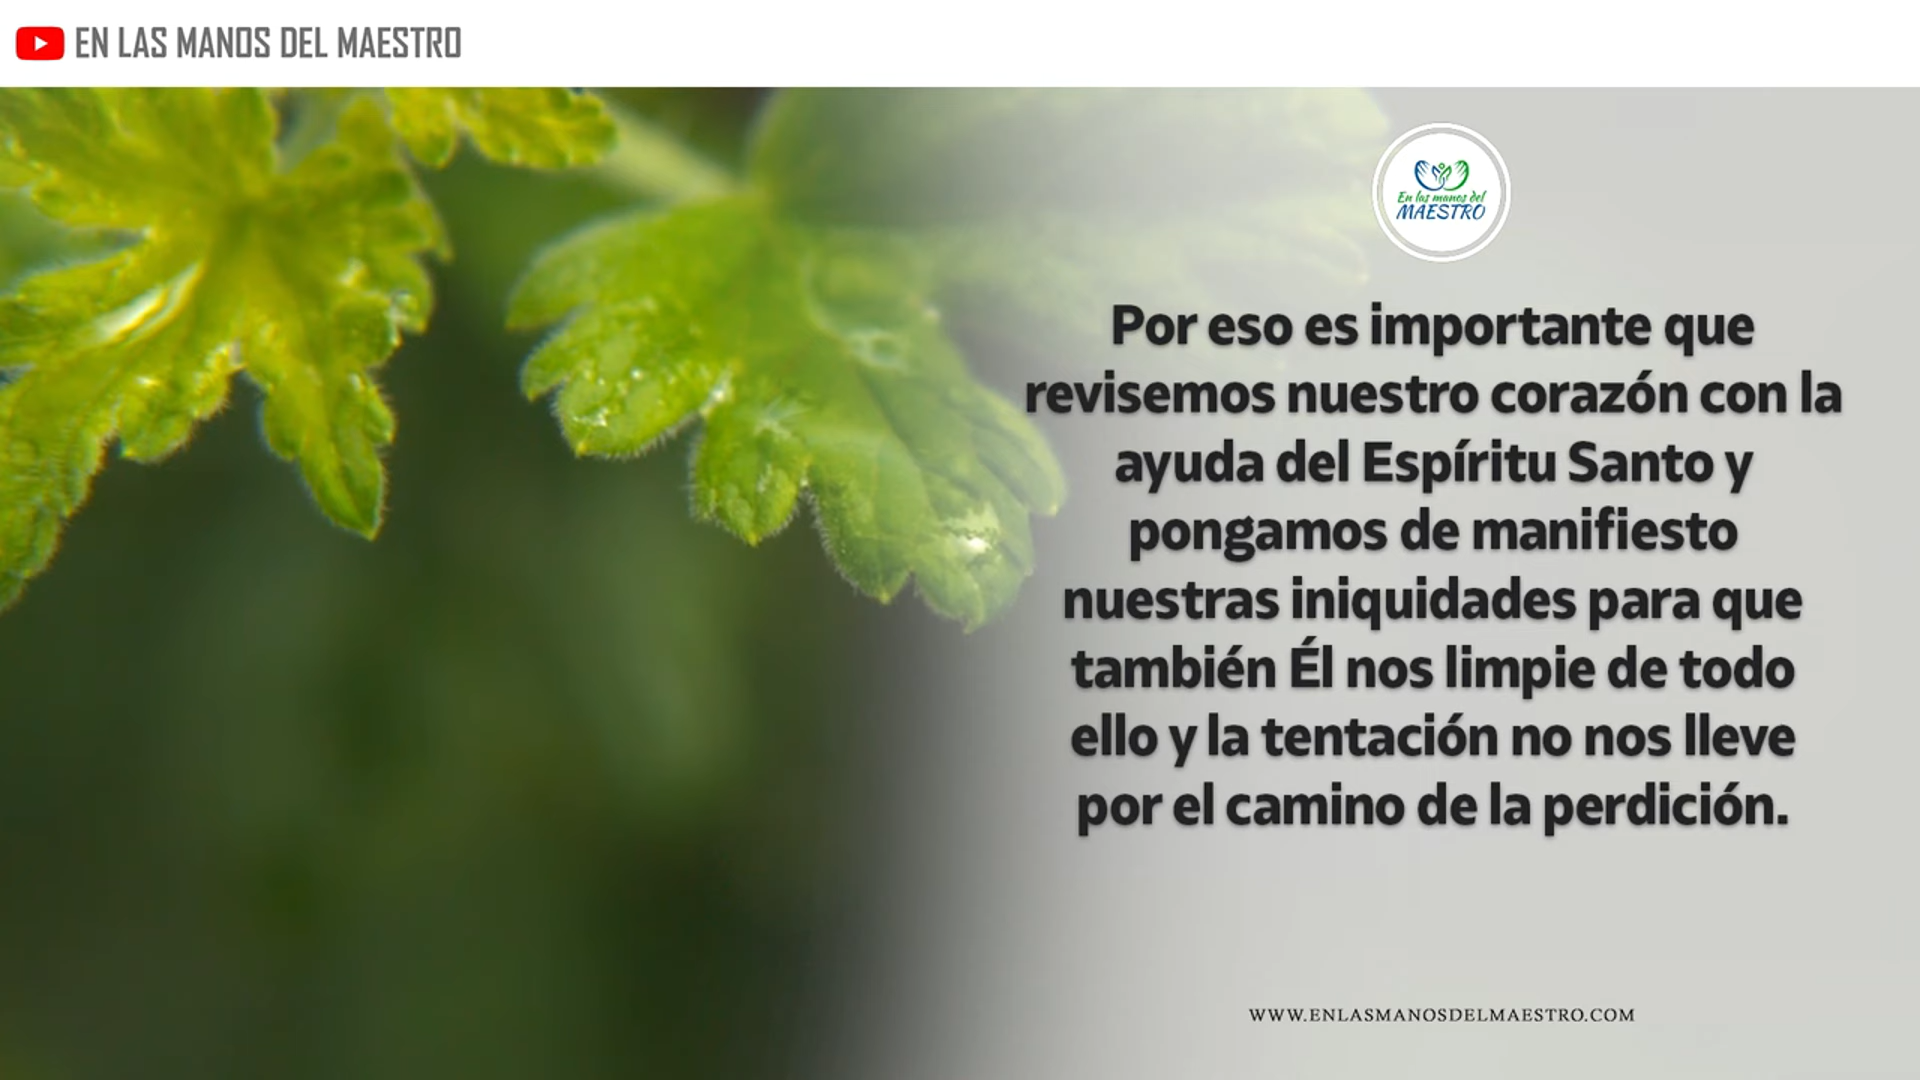 EN LAS MANOS DEL MAESTRO
En las manos del
MAESTRO
Por eso es importante que
revisemos nuestro corazón con la
ayuda del Espíritu Santo y
pongamos de manifiesto
nuestras iniquidades para que
también Él nos limpie de todo
ello y la tentación no nos lleve
por el camino de la perdición.
WWW.ENLASMANOSDELMAESTRO.COM